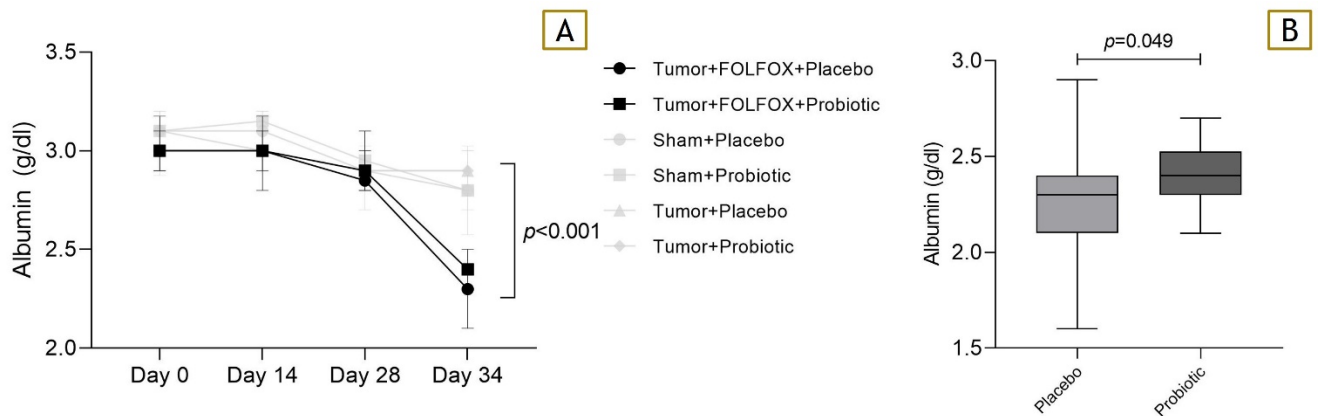 A
3.5
3.0
2.5
2.0
Albumin (g/dl)
Day 0
Day 14
Day 28
Day 34
p<0.001
Tumor+FOLFOX+Placebo
Tumor+FOLFOX+Probiotic
Sham+Placebo
Sham+Probiotic
Tumor+Placebo
Tumor+Probiotic
B
p=0.049
3.0
2.5
2.0
1.5
Albumin (g/dl)
Placebo
Probiotic